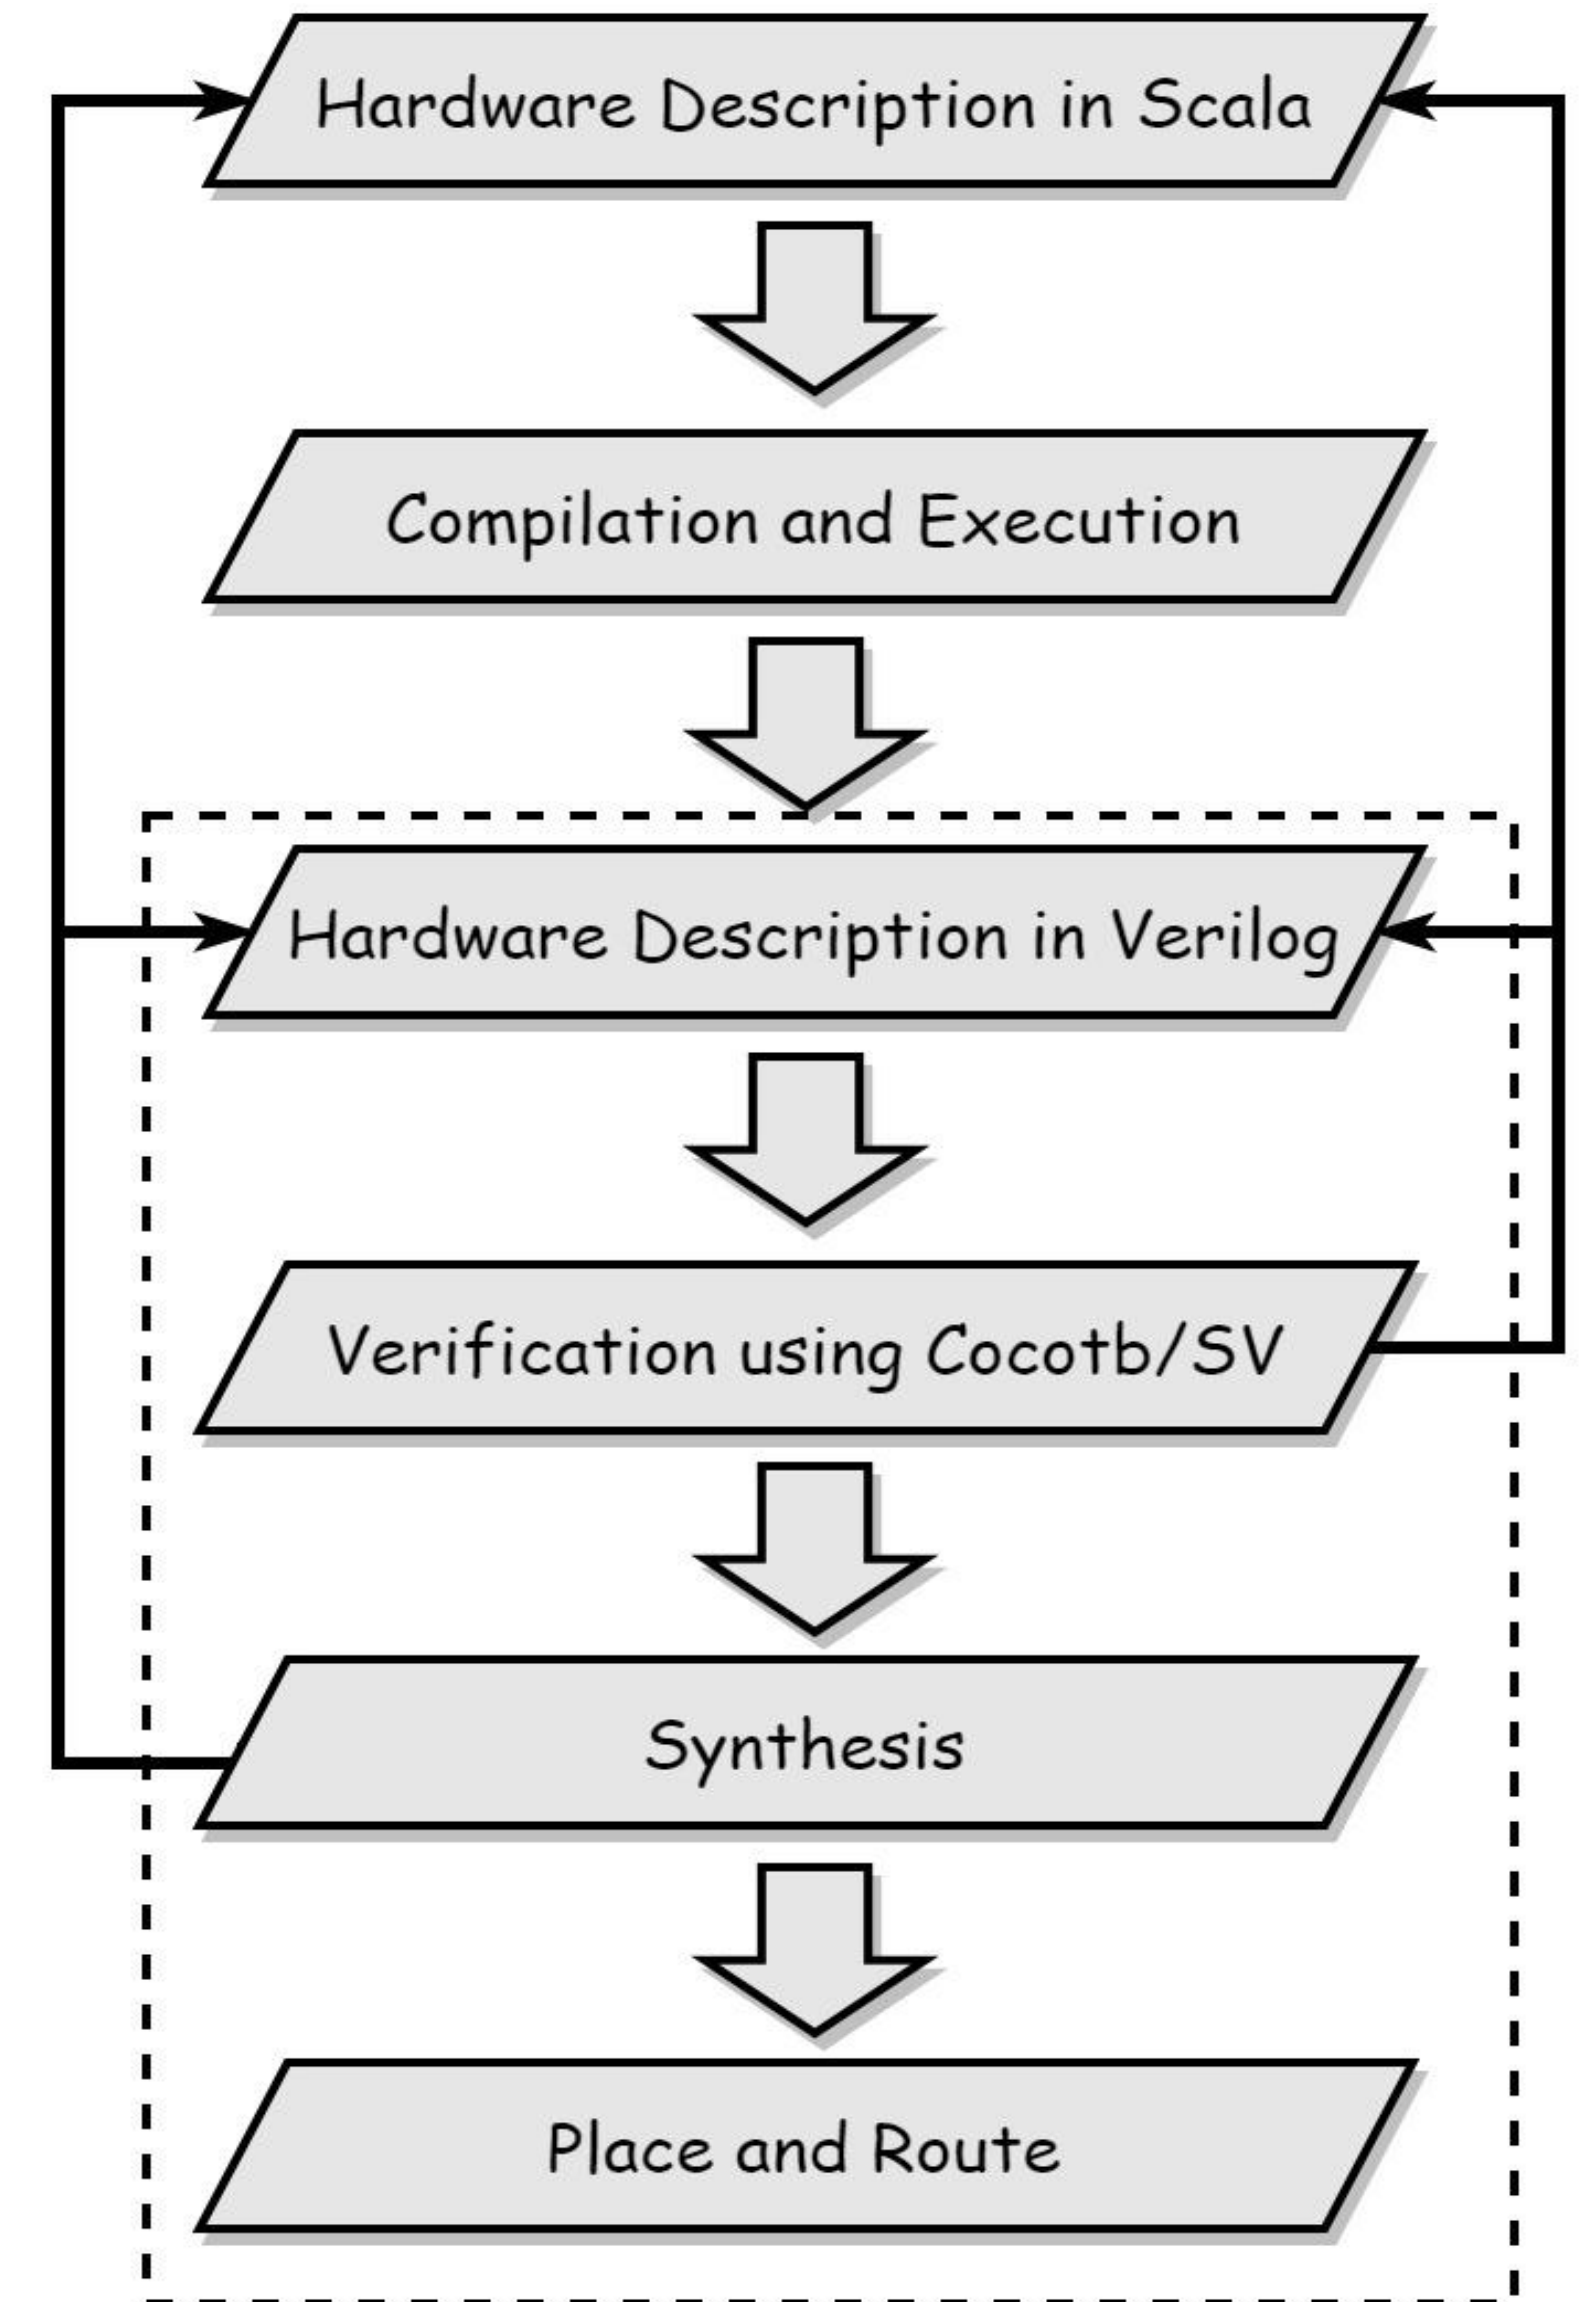 Hardware Description in Scala
Compilation and Execution
Hardware Description in Verilog
Verification using Cocotb/SV
Synthesis
Place and Route